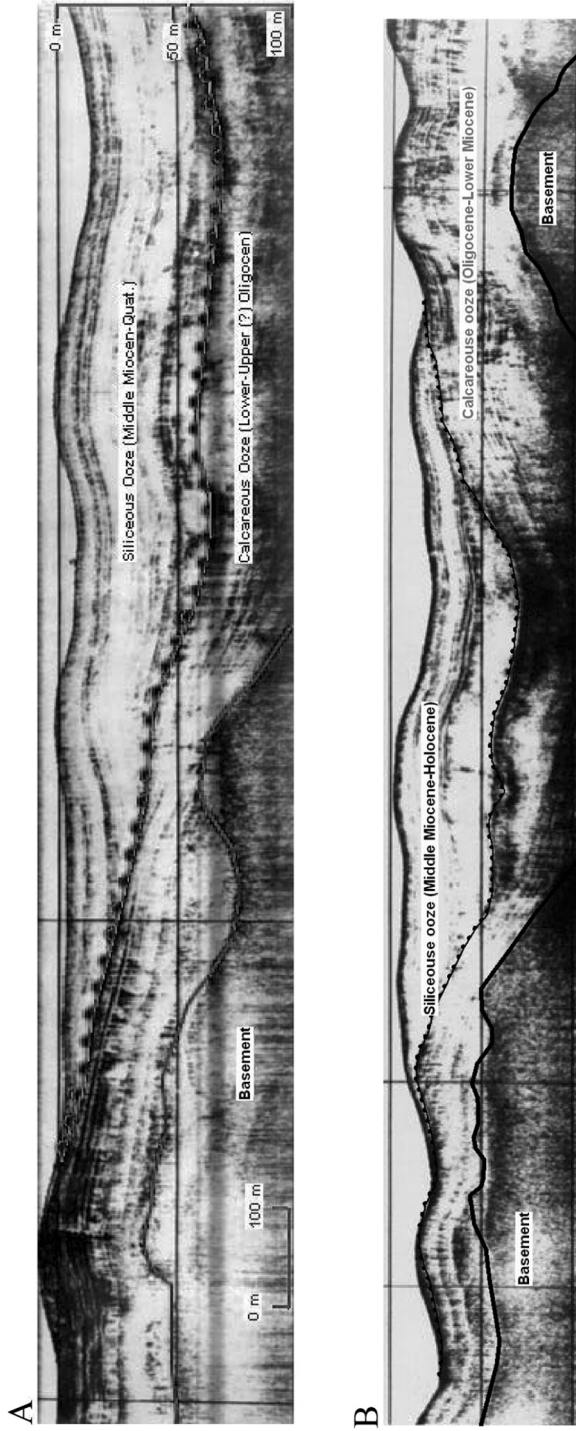 A
0 m
50 m
100 m
Siliceous Ooze (Middle Miocen-Quat.)
Calcareous Ooze (Lower-Upper (?) Oligocen)
Basement
0 m
100 m
B
Siliceouse ooze (Middle Miocene-Holocene)
Calcareouse ooze (Oligocene-Lower Miocene)
Basement
Basement